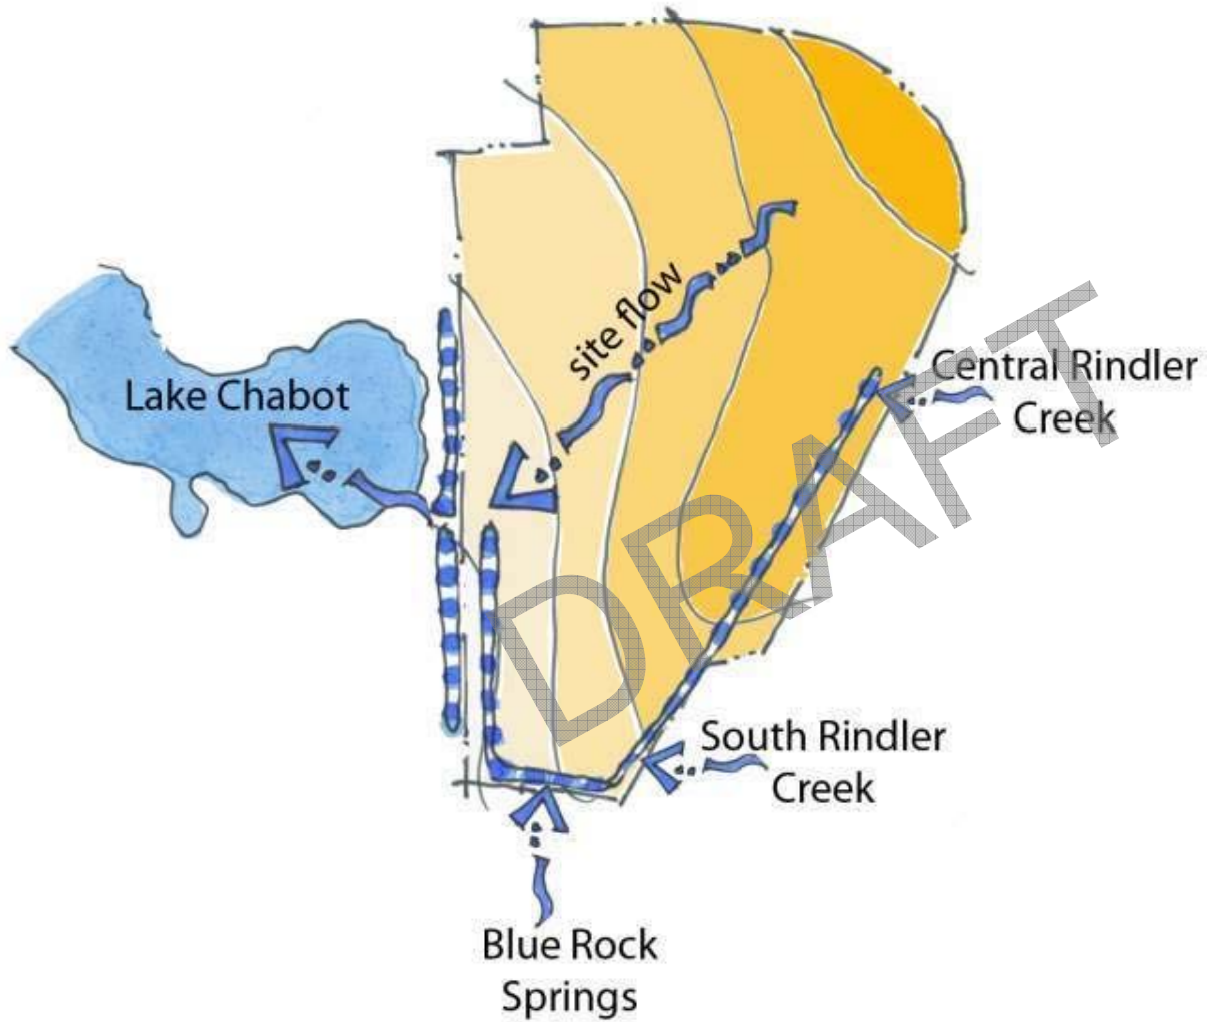 site flow
Central Rindler
Creek
Lake Chabot
DRAFT
South Rindler
Creek
Blue Rock
Springs